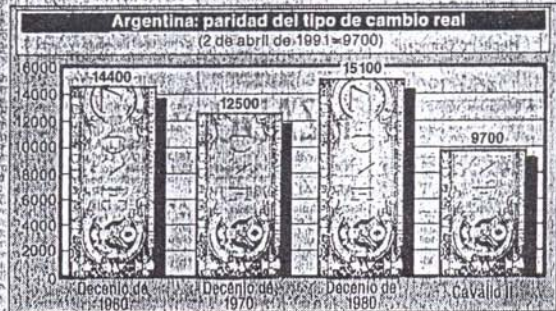 Argentina: paridad del tipo de cambio real
(2 de abril de 1991=9700)
16000
14000
12000
10000
8000
6000
4000
2000
0
14400
12500
15100
9700
Decenio de
1960
Decenio de
1970
Decenio de
1980
Cavallo II